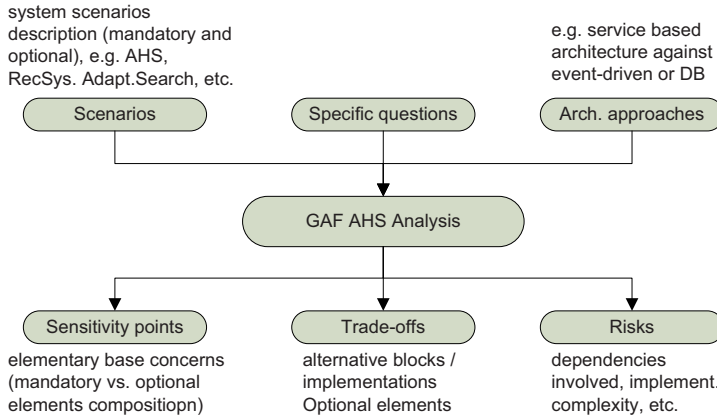 system scenarios
description (mandatory and
optional), e.g. AHS,
RecSys. Adapt.Search, etc.
e.g. service based
architecture against
event-driven or DB
Scenarios
Specific questions
Arch. approaches
GAF AHS Analysis
Sensitivity points
Trade-offs
Risks
elementary base concerns
(mandatory vs. optional
elements compositiopn)
alternative blocks /
implementations
Optional elements
dependencies
involved, implement.
complexity, etc.